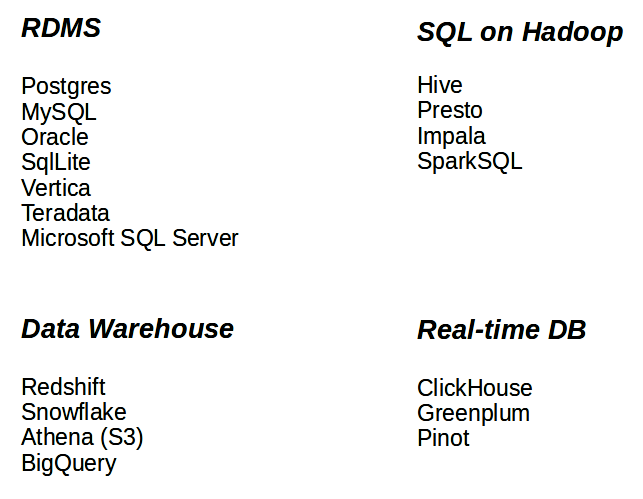 RDMS
Postgres
MySQL
Oracle
SqlLite
Vertica
Teradata
Microsoft SQL Server
SQL on Hadoop
Hive
Presto
Impala
SparkSQL
Data Warehouse
Redshift
Snowflake
Athena (S3)
BigQuery
Real-time DB
ClickHouse
Greenplum
Pinot